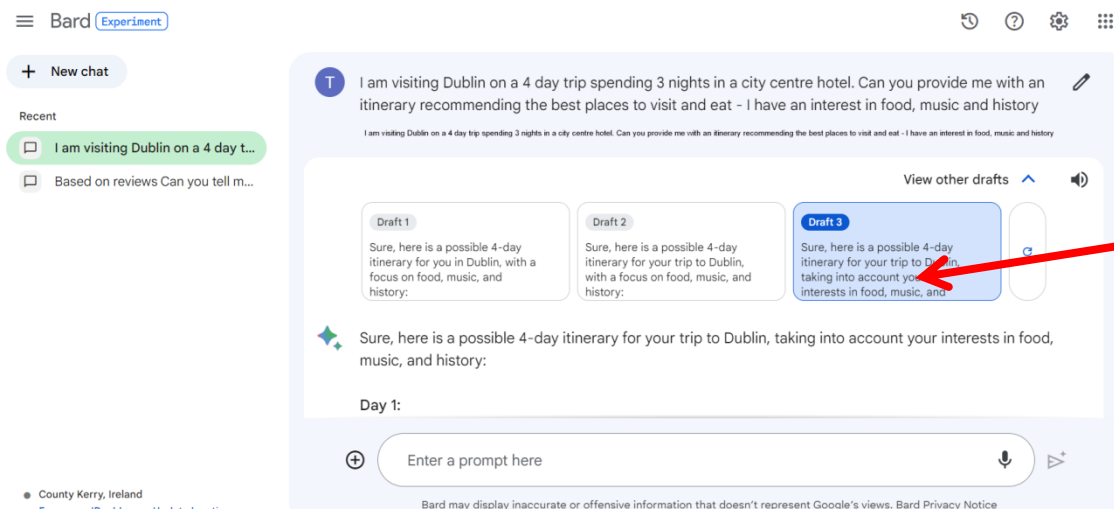 Bard Experiment
New chat
Recent
I am visiting Dublin on a 4 day t...
Based on reviews Can you tell m...
County Kerry, Ireland
T
I am visiting Dublin on a 4 day trip spending 3 nights in a city centre hotel. Can you provide me with an
itinerary recommending the best places to visit and eat - I have an interest in food, music and history
I am visiting Dublin on a 4 day trip spending 3 nights in a city centre hotel. Can you provide me with an itinerary recommending the best places to visit and eat - I have an interest in food, music and history
View other drafts
Draft 1
Sure, here is a possible 4-day
itinerary for you in Dublin, with a
focus on food, music, and
history:
Draft 2
Sure, here is a possible 4-day
itinerary for your trip to Dublin,
with a focus on food, music, and
history:
Draft 3
Sure, here is a possible 4-day
itinerary for your trip to Dublin,
taking into account
interests in food, music, and
Sure, here is a possible 4-day itinerary for your trip to Dublin, taking into account your interests in food,
music, and history:
Day 1:
Enter a prompt here
Bard may display inaccurate or offensive information that doesn't represent Google's views. Bard Privacy Notice